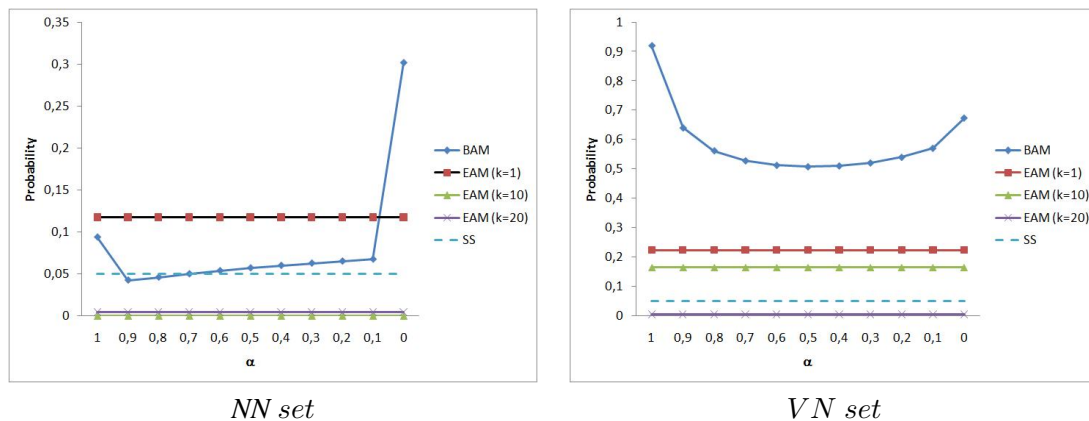 0,35
0,3
0,25
0,2
0,15
0,1
0,05
0
Probability
1 0,9 0,8 0,7 0,6 0,5 0,4 0,3 0,2 0,1 0
α
BAM
EAM (k=1)
EAM (k=10)
EAM (k=20)
SS
NN set
1
0,9
0,8
0,7
0,6
0,5
0,4
0,3
0,2
0,1
0
Probability
1 0,9 0,8 0,7 0,6 0,5 0,4 0,3 0,2 0,1 0
α
BAM
EAM (k=1)
EAM (k=10)
EAM (k=20)
SS
VN set